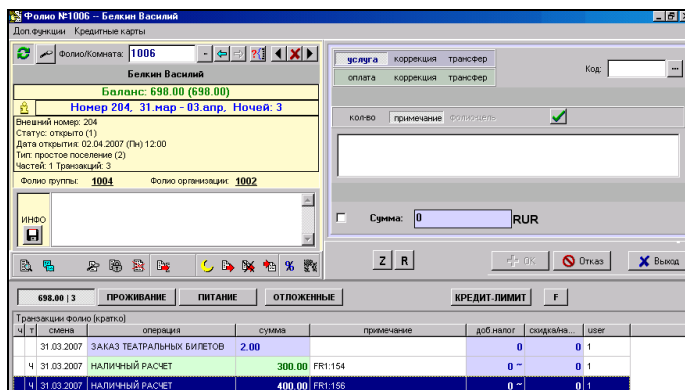 Фолио №1006 -- Белкин Василий
Доп.функции Кредитные карты
Фолио/Комната: 1006
Белкин Василий
Баланс: 698.00 (698.00)
Номер 204, 31.мар - 03.апр, Ночей: 3
Внешний номер: 204
Статус: открыто (1)
Дата открытия: 02.04.2007 (Пн) 12:00
Тип: простое поселение (2)
Частей: 1 Транзакций: 3
Фолио группы: 1004 Фолио организации: 1002
ИНФО
услуга коррекция трансфер
оплата коррекция трансфер
Код: ...
кол-во примечание фолио-цель
Сумма: 0 RUR
Z R OK Отказ Выход
698.00 | 3 ПРОЖИВАНИЕ ПИТАНИЕ ОТЛОЖЕННЫЕ КРЕДИТ-ЛИМИТ F
Транзакции фолио (кратко)
ч т смена операция сумма примечание доб.налог скидка/на... user
31.03.2007 ЗАКАЗ ТЕАТРАЛЬНЫХ БИЛЕТОВ 2.00 0 0 1
Ч 31.03.2007 НАЛИЧНЫЙ РАСЧЕТ 300.00 FR1:154 0 ~ 0 1
Ч 31.03.2007 НАЛИЧНЫЙ РАСЧЕТ 400.00 FR1:156 0 ~ 0 1